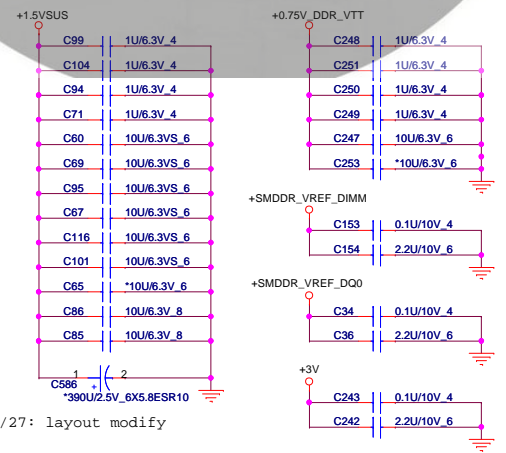 +1.5VSUS
C99 1U/6.3V_4
C104 1U/6.3V_4
C94 1U/6.3V_4
C71 1U/6.3V_4
C60 10U/6.3VS_6
C69 10U/6.3VS_6
C95 10U/6.3VS_6
C67 10U/6.3VS_6
C116 10U/6.3VS_6
C101 10U/6.3VS_6
C65 *10U/6.3V_6
C86 10U/6.3V_8
C85 10U/6.3V_8
1 2
C586 +
*390U/2.5V_6X5.8ESR10
/27: layout modify
+0.75V_DDR_VTT
C248 1U/6.3V_4
C251 1U/6.3V_4
C250 1U/6.3V_4
C249 1U/6.3V_4
C247 10U/6.3V_6
C253 *10U/6.3V_6
+SMDDR_VREF_DIMM
C153 0.1U/10V_4
C154 2.2U/10V_6
+SMDDR_VREF_DQ0
C34 0.1U/10V_4
C36 2.2U/10V_6
+3V
C243 0.1U/10V_4
C242 2.2U/10V_6